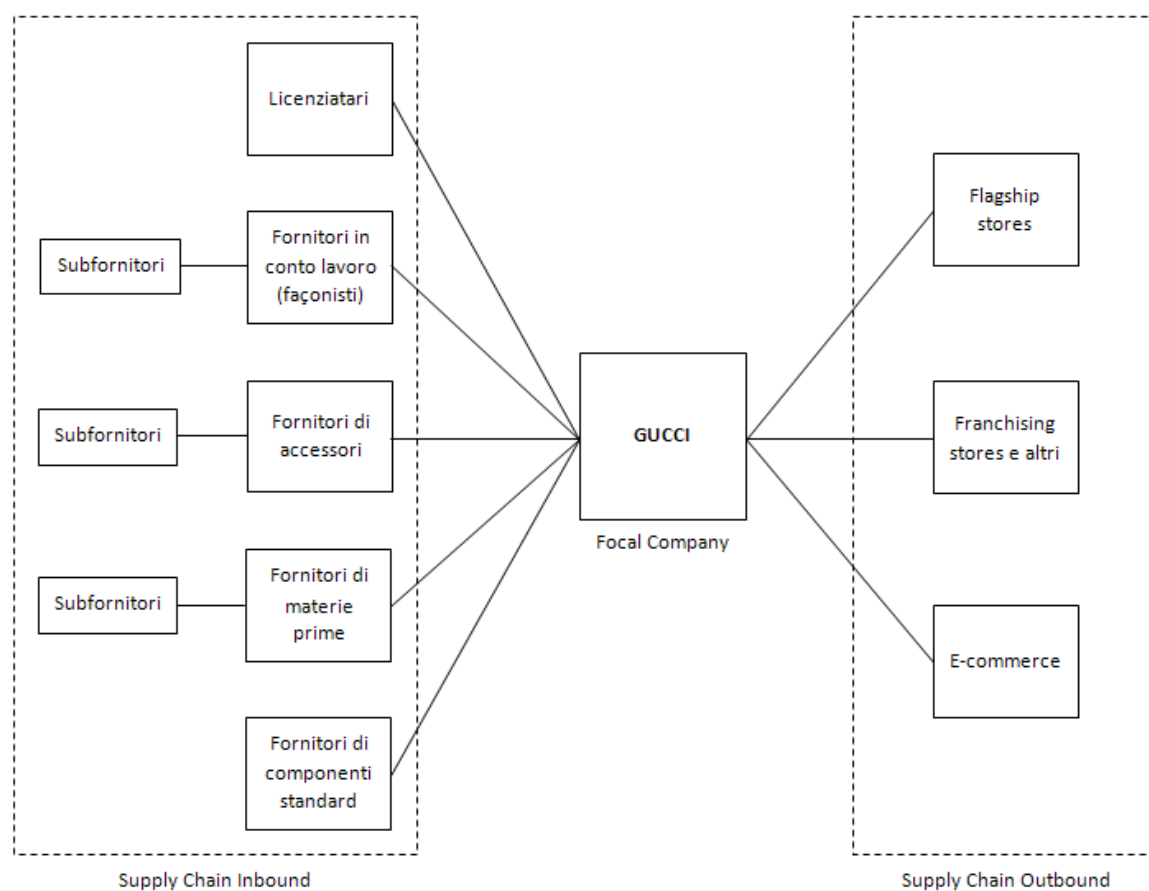 Licenziatari
Subfornitori
Fornitori in
conto lavoro
(façonisti)
Subfornitori
Fornitori di
accessori
Subfornitori
Fornitori di
materie
prime
Fornitori di
componenti
standard
Supply Chain Inbound
GUCCI
Focal Company
Flagship
stores
Franchising
stores e altri
E-commerce
Supply Chain Outbound